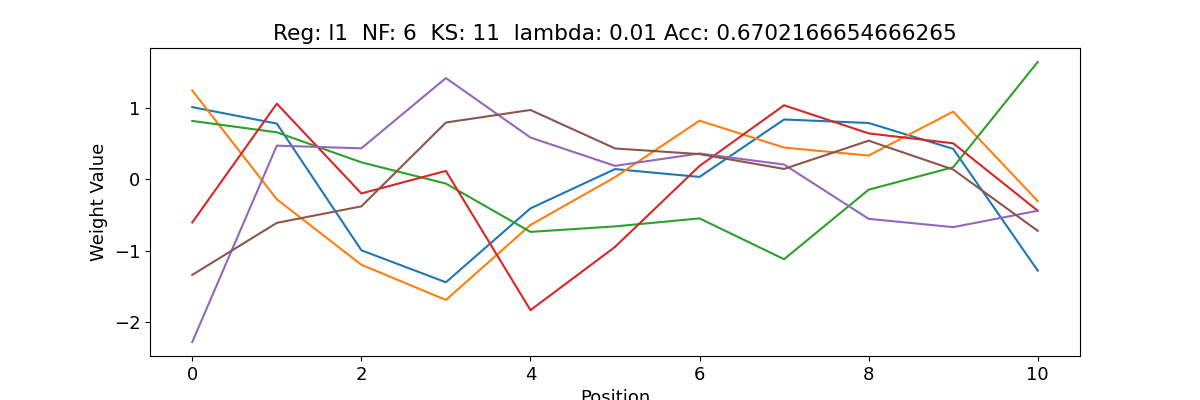 Reg: l1  NF: 6  KS: 11  lambda: 0.01 Acc: 0.6702166654666265
Weight Value
1
0
−1
−2
0 2 4 6 8 10
Position